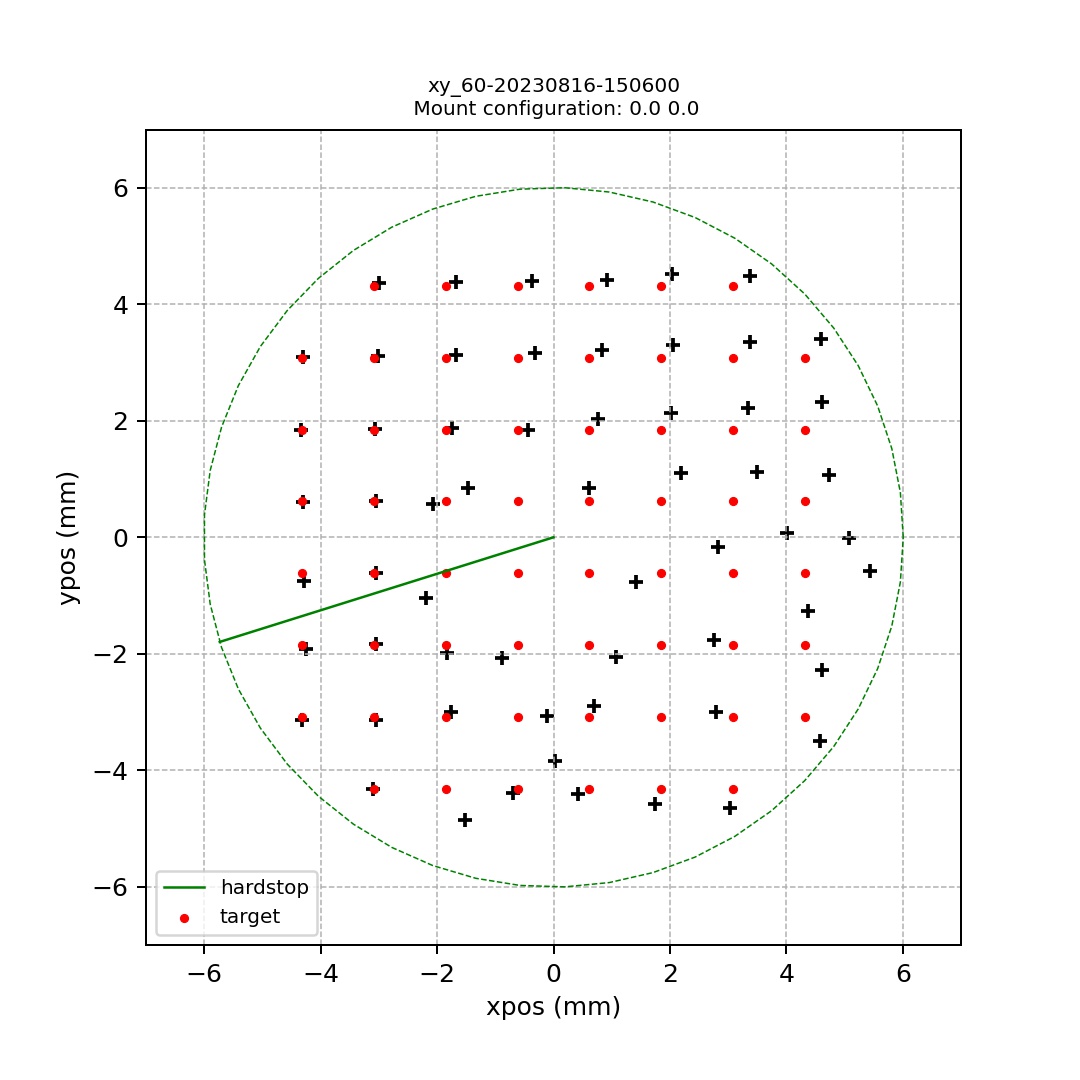 xy_60-20230816-150600
Mount configuration: 0.0 0.0
6
4
2
0
−2
−4
−6
ypos (mm)
hardstop
target
−6 −4 −2 0 2 4 6
xpos (mm)